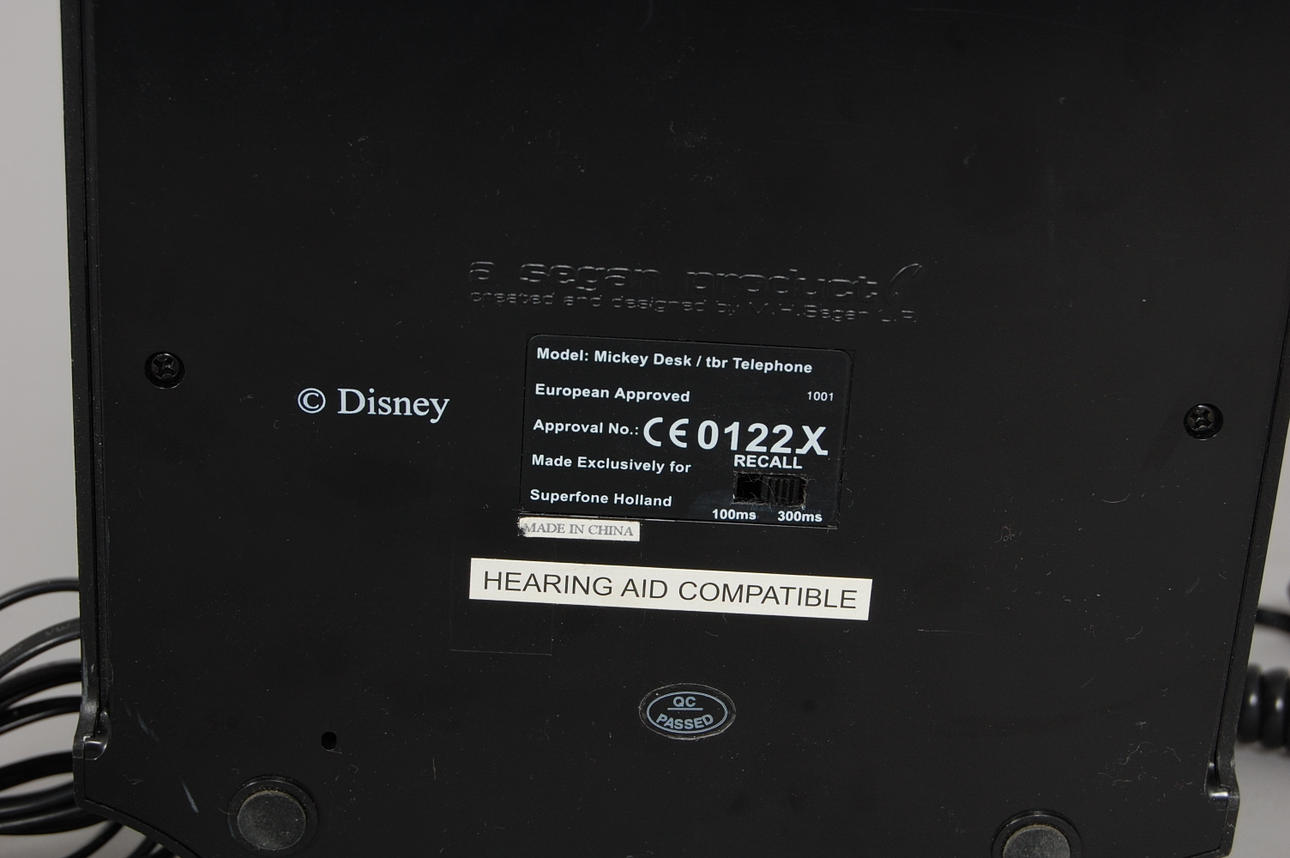 a segan product
created and designed by M.H.Segan L.P.
Model: Mickey Desk / tbr Telephone
European Approved 1001
© Disney
Approval No.: CE 0122X
Made Exclusively for RECALL
Superfone Holland
100ms 300ms
MADE IN CHINA
HEARING AID COMPATIBLE
QC
PASSED